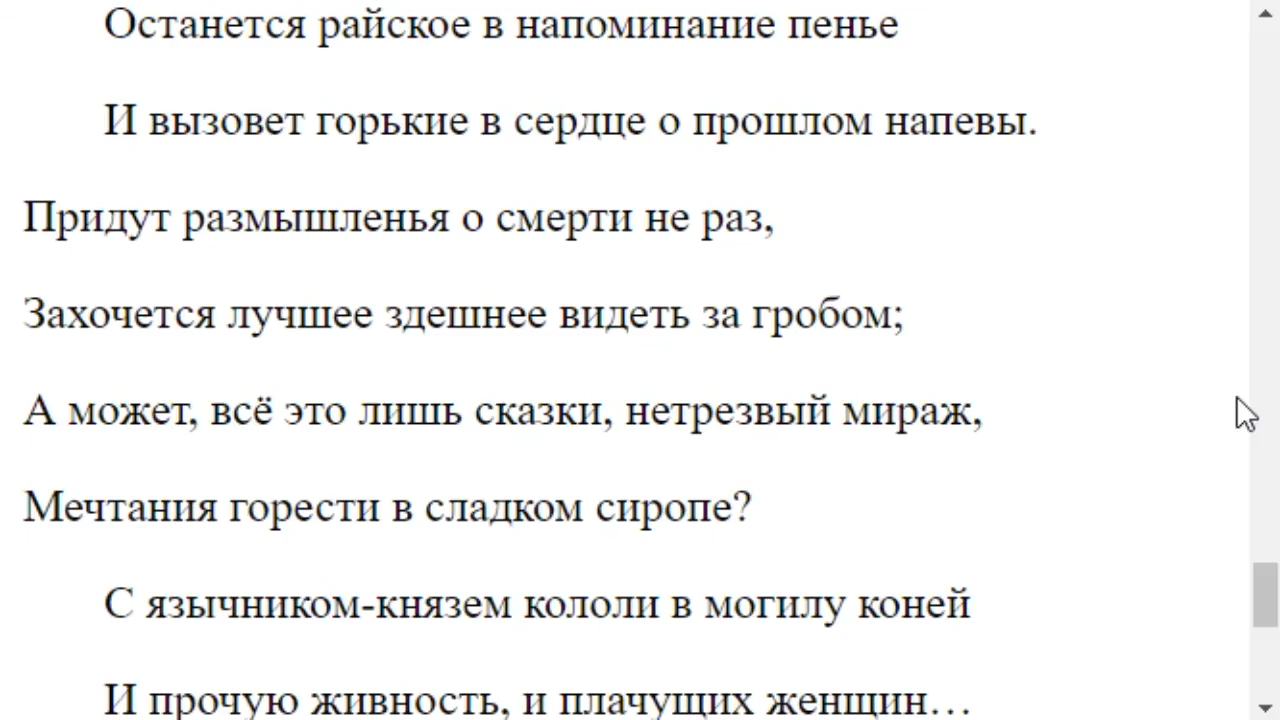 Останется райское в напоминание пенье
И вызовет горькие в сердце о прошлом напевы.
Придут размышленья о смерти не раз,
Захочется лучшее здешнее видеть за гробом;
А может, всё это лишь сказки, нетрезвый мираж,
Мечтания горести в сладком сиропе?
С язычником-князем кололи в могилу коней
И прочую живность, и плачущих женщин…